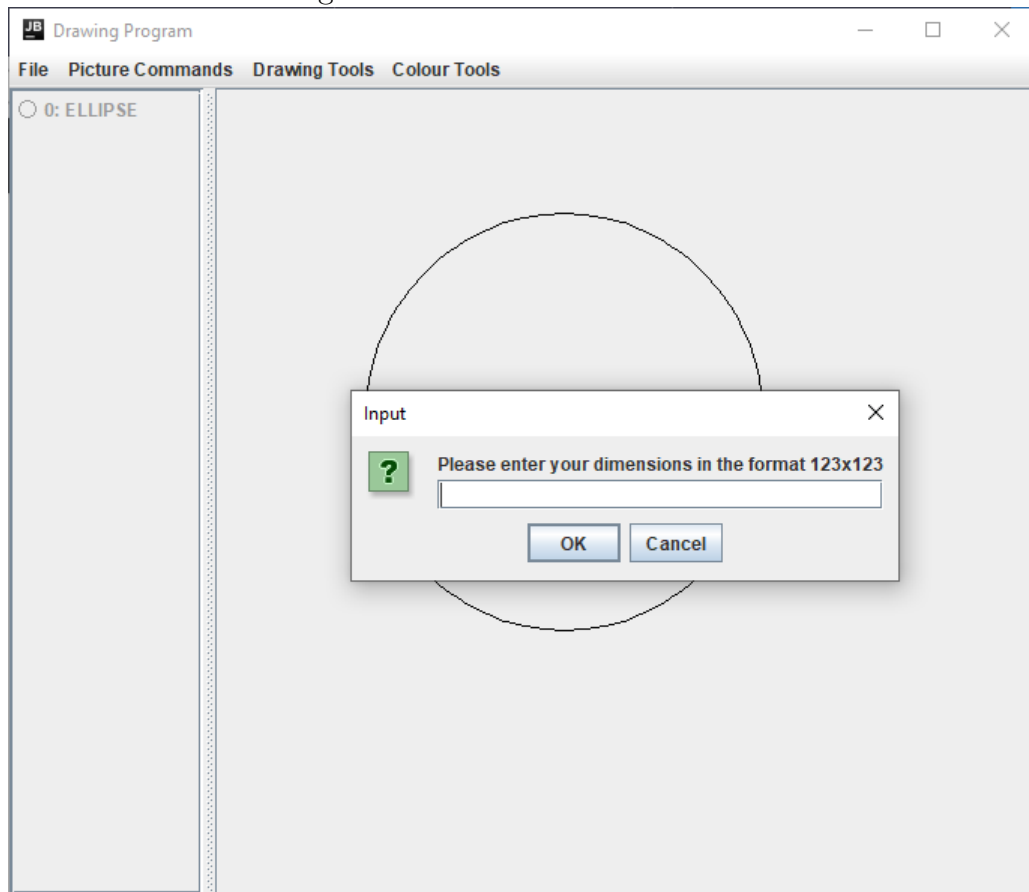 JB Drawing Program
File Picture Commands Drawing Tools Colour Tools
0: ELLIPSE
Input
?
Please enter your dimensions in the format 123x123
OK Cancel